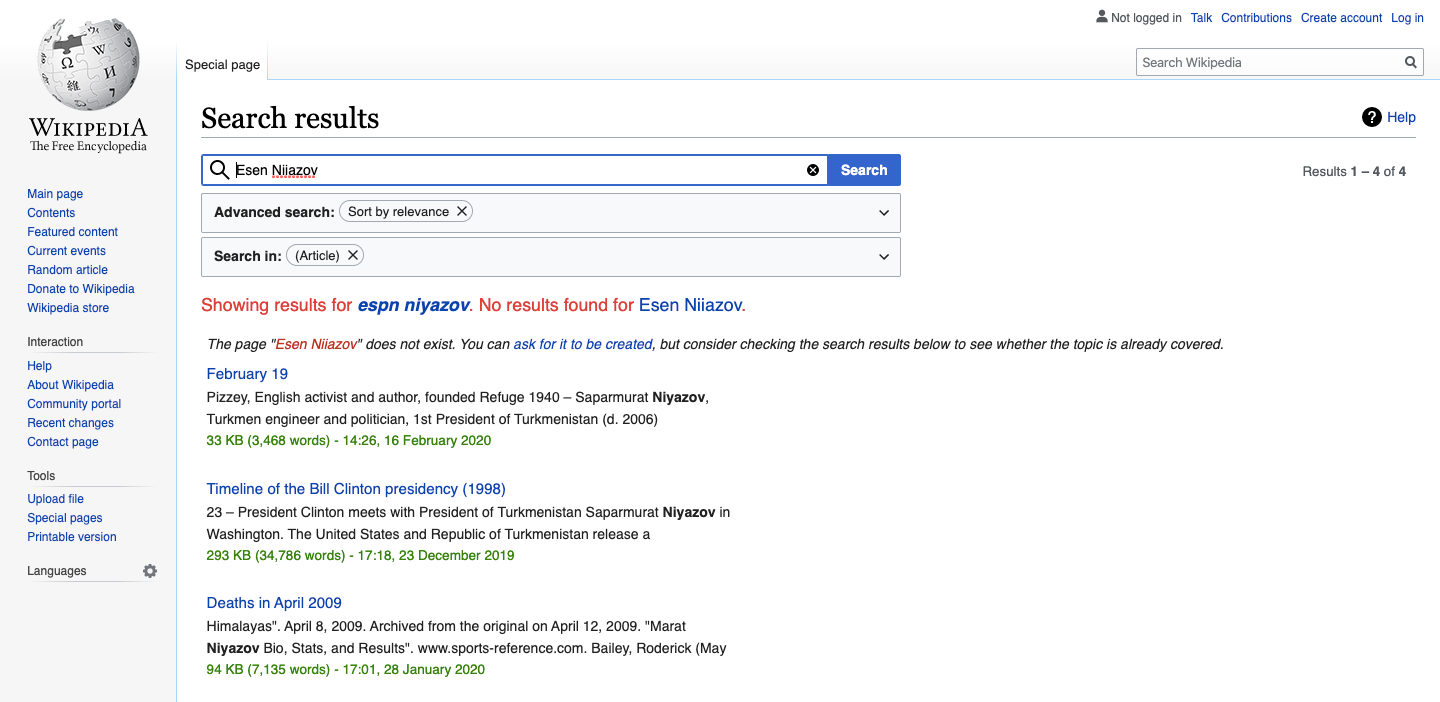 Not logged in Talk Contributions Create account Log in
Special page
Search Wikipedia
WIKIPEDIA
The Free Encyclopedia
Main page
Contents
Featured content
Current events
Random article
Donate to Wikipedia
Wikipedia store
Interaction
Help
About Wikipedia
Community portal
Recent changes
Contact page
Tools
Upload file
Special pages
Printable version
Languages
Search results
Help
Esen Niiazov
Search
Results 1 – 4 of 4
Advanced search: Sort by relevance
Search in: (Article)
Showing results for espn niyazov. No results found for Esen Niiazov.
The page "Esen Niiazov" does not exist. You can ask for it to be created, but consider checking the search results below to see whether the topic is already covered.
February 19
Pizzey, English activist and author, founded Refuge 1940 – Saparmurat Niyazov,
Turkmen engineer and politician, 1st President of Turkmenistan (d. 2006)
33 KB (3,468 words) - 14:26, 16 February 2020
Timeline of the Bill Clinton presidency (1998)
23 – President Clinton meets with President of Turkmenistan Saparmurat Niyazov in
Washington. The United States and Republic of Turkmenistan release a
293 KB (34,786 words) - 17:18, 23 December 2019
Deaths in April 2009
Himalayas". April 8, 2009. Archived from the original on April 12, 2009. "Marat
Niyazov Bio, Stats, and Results". www.sports-reference.com. Bailey, Roderick (May
94 KB (7,135 words) - 17:01, 28 January 2020